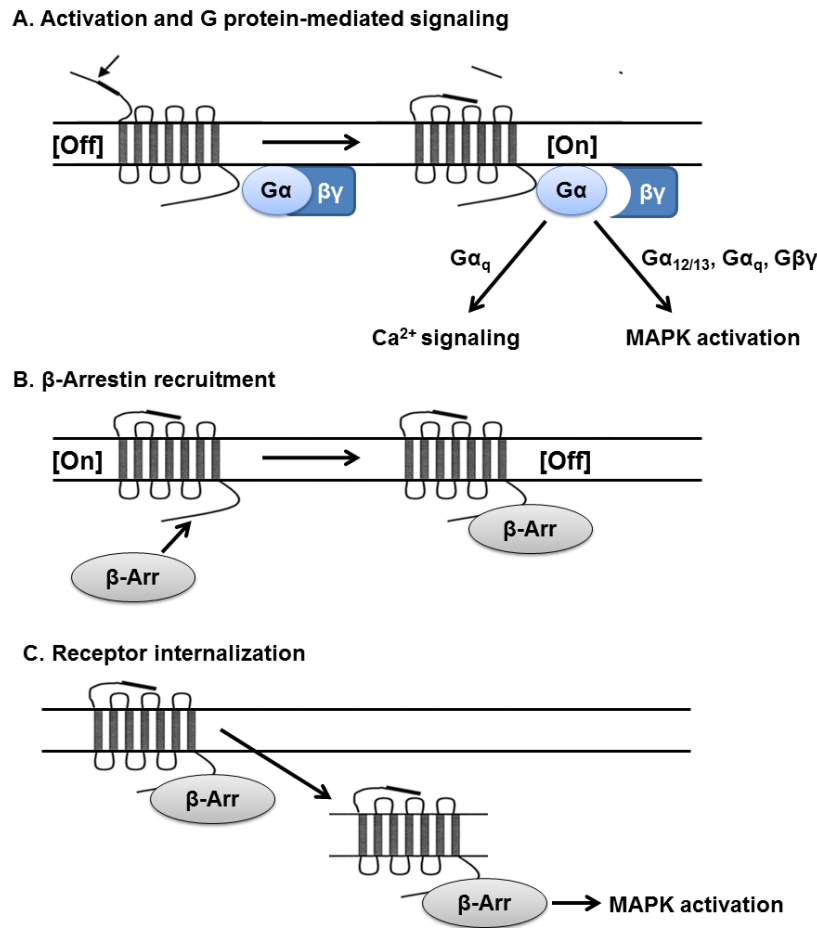 A. Activation and G protein-mediated signaling
[Off]
[On]
Gα
βγ
Gα
βγ
Gαq
Gα12/13, Gαq, Gβγ
Ca2+ signaling
MAPK activation
B. β-Arrestin recruitment
[On]
[Off]
β-Arr
β-Arr
C. Receptor internalization
β-Arr
β-Arr
MAPK activation